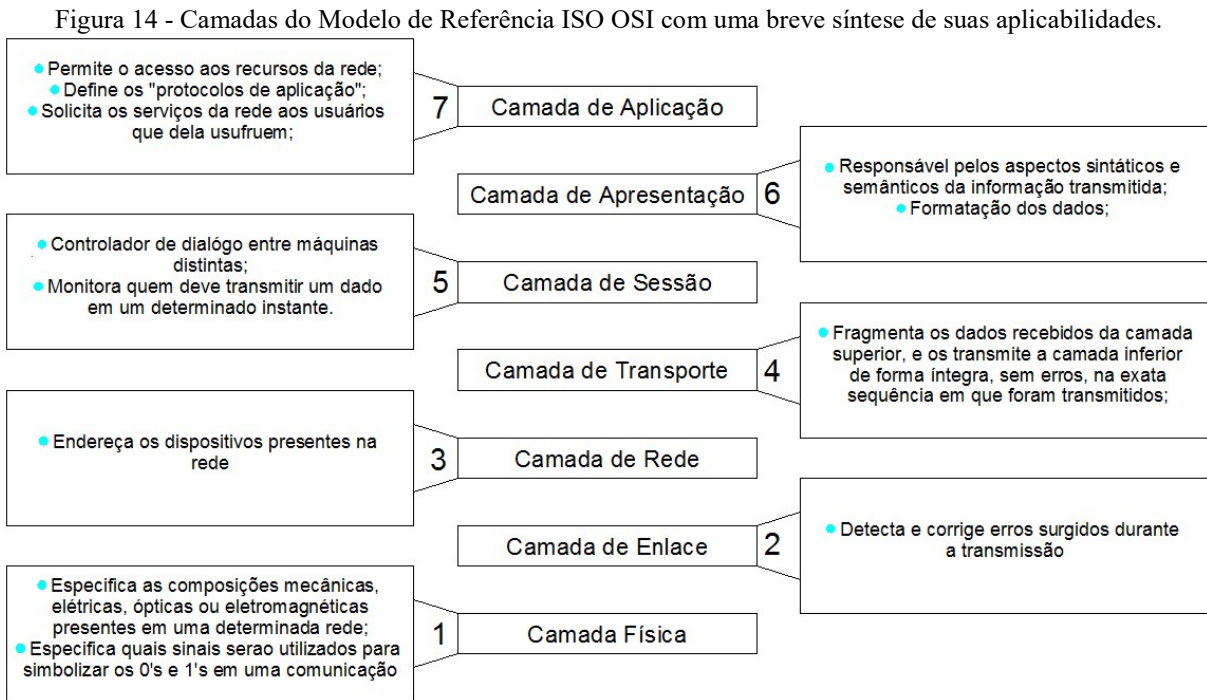 Figura 14 - Camadas do Modelo de Referência ISO OSI com uma breve síntese de suas aplicabilidades.
Permite o acesso aos recursos da rede;
Define os "protocolos de aplicação";
Solicita os serviços da rede aos usuários
que dela usufruem;
7
Camada de Aplicação
Camada de Apresentação
6
Responsável pelos aspectos sintáticos e
semânticos da informação transmitida;
Formatação dos dados;
Controlador de dialógo entre máquinas
distintas;
Monitora quem deve transmitir um dado
em um determinado instante.
5
Camada de Sessão
Camada de Transporte
4
Fragmenta os dados recebidos da camada
superior, e os transmite a camada inferior
de forma íntegra, sem erros, na exata
sequência em que foram transmitidos;
Endereça os dispositivos presentes na
rede
3
Camada de Rede
Camada de Enlace
2
Detecta e corrige erros surgidos durante
a transmissão
Especifica as composições mecânicas,
elétricas, ópticas ou eletromagnéticas
presentes em uma determinada rede;
Especifica quais sinais serao utilizados para
simbolizar os 0's e 1's em uma comunicação
1
Camada Física